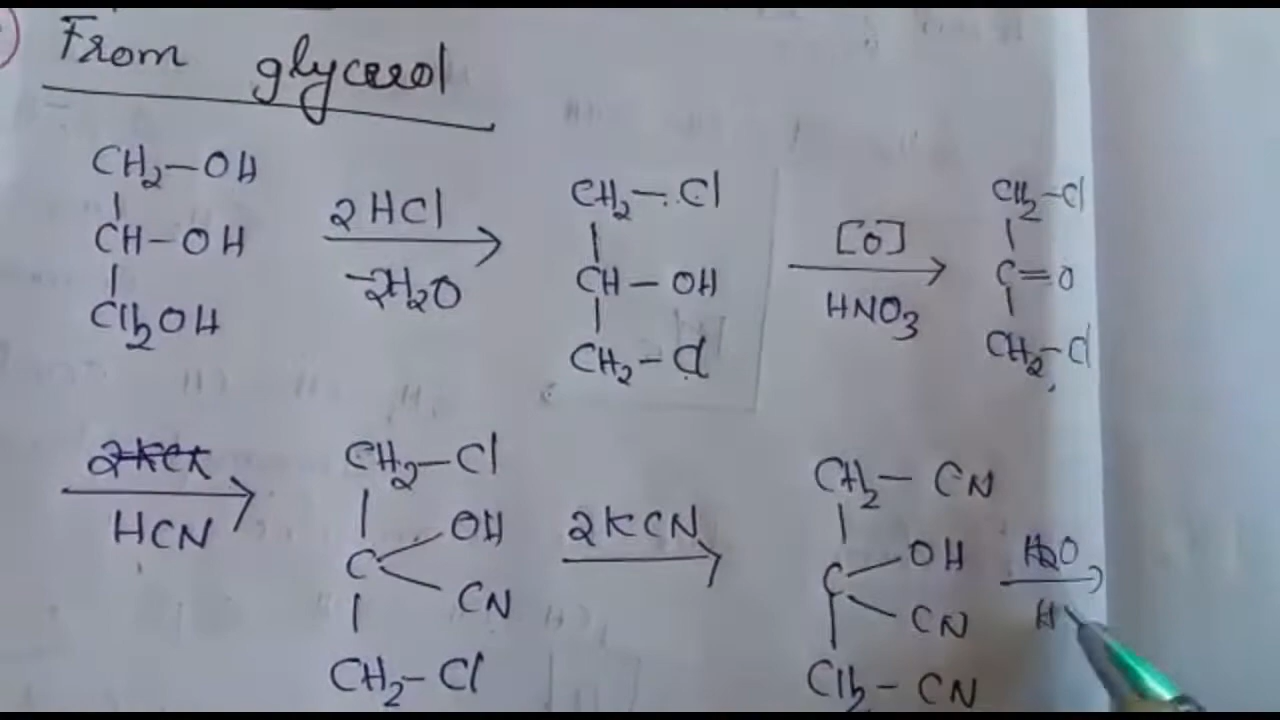 From glycerol
CH2-OH
CH-OH
CH2OH
2HCl
-2H2O
CH2-Cl
CH-OH
CH2-Cl
[O]
HNO3
CH2-Cl
C=O
CH2-Cl
HCN
CH2-Cl
OH
C
CN
CH2-Cl
2KCN
CH2-CN
OH
C
CN
CH2-CN
H2O
H